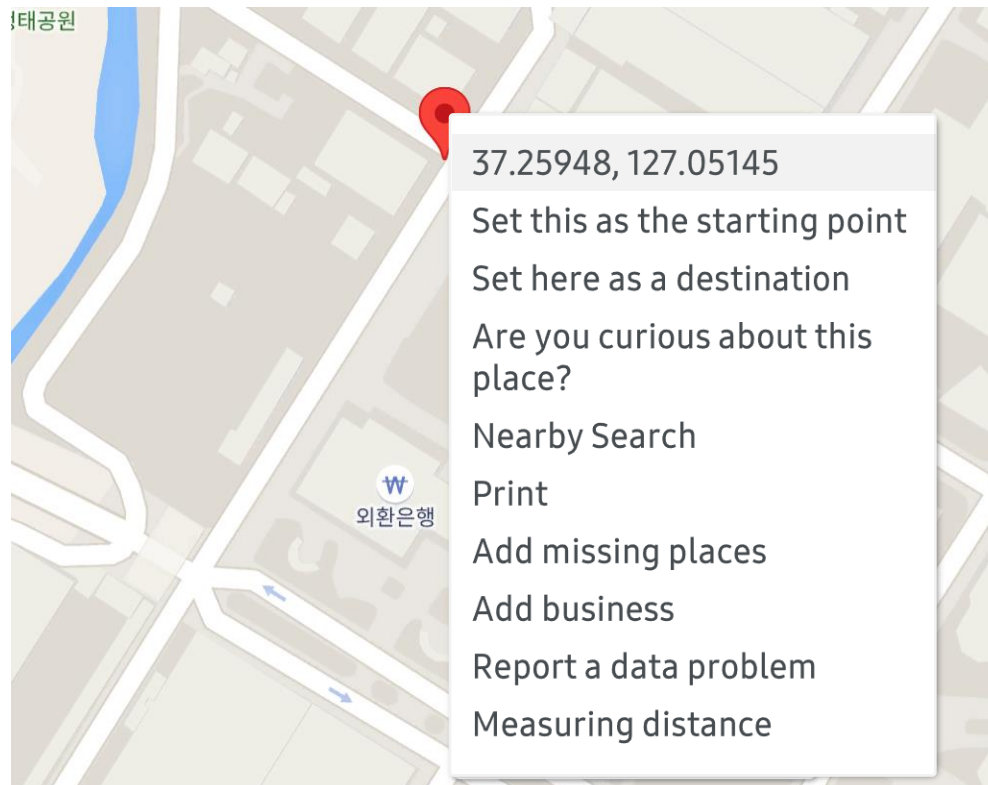 태공원
37.25948, 127.05145
Set this as the starting point
Set here as a destination
Are you curious about this
place?
Nearby Search
₩
외환은행
Print
Add missing places
Add business
Report a data problem
Measuring distance